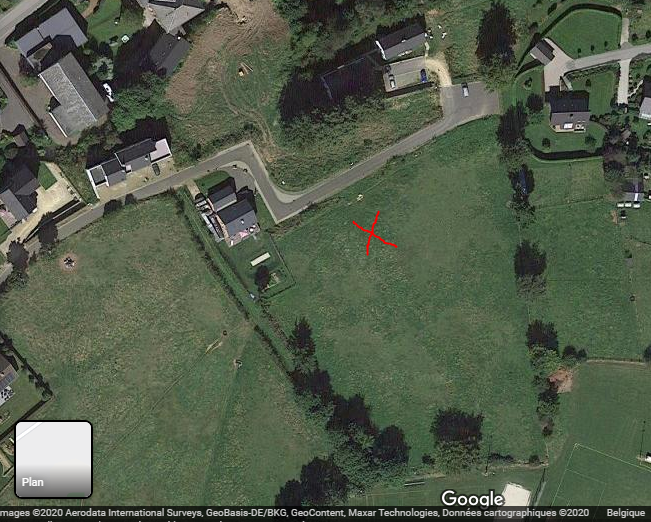 Plan
Google
mages ©2020 Aerodata International Surveys, GeoBasis-DE/BKG, GeoContent, Maxar Technologies, Données cartographiques ©2020 Belgique